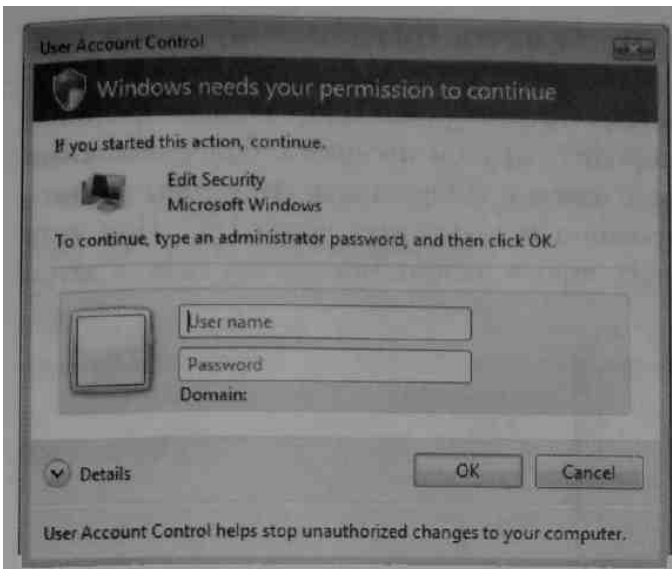 User Account Control
Windows needs your permission to continue
If you started this action, continue.
Edit Security
Microsoft Windows
To continue, type an administrator password, and then click OK.
User name
Password
Domain:
Details
OK
Cancel
User Account Control helps stop unauthorized changes to your computer.